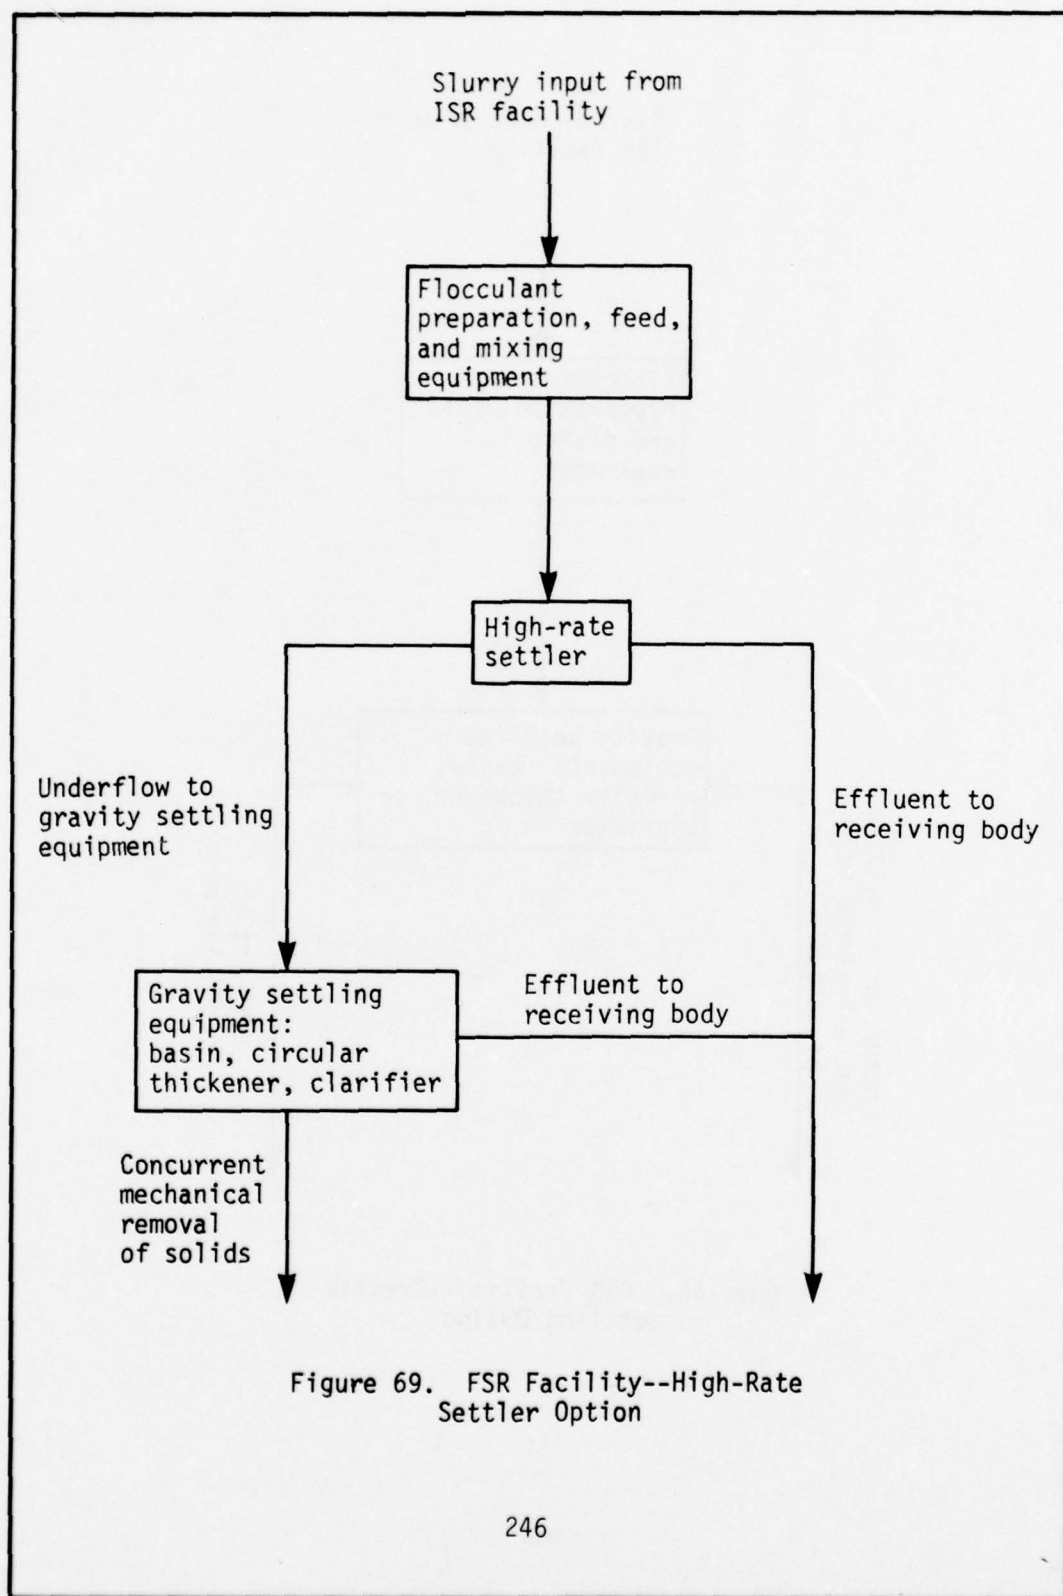 Slurry input from
ISR facility
Flocculant
preparation, feed,
and mixing
equipment
High-rate
settler
Underflow to
gravity settling
equipment
Effluent to
receiving body
Gravity settling
equipment:
basin, circular
thickener, clarifier
Effluent to
receiving body
Concurrent
mechanical
removal
of solids
Figure 69. FSR Facility--High-Rate
Settler Option
246